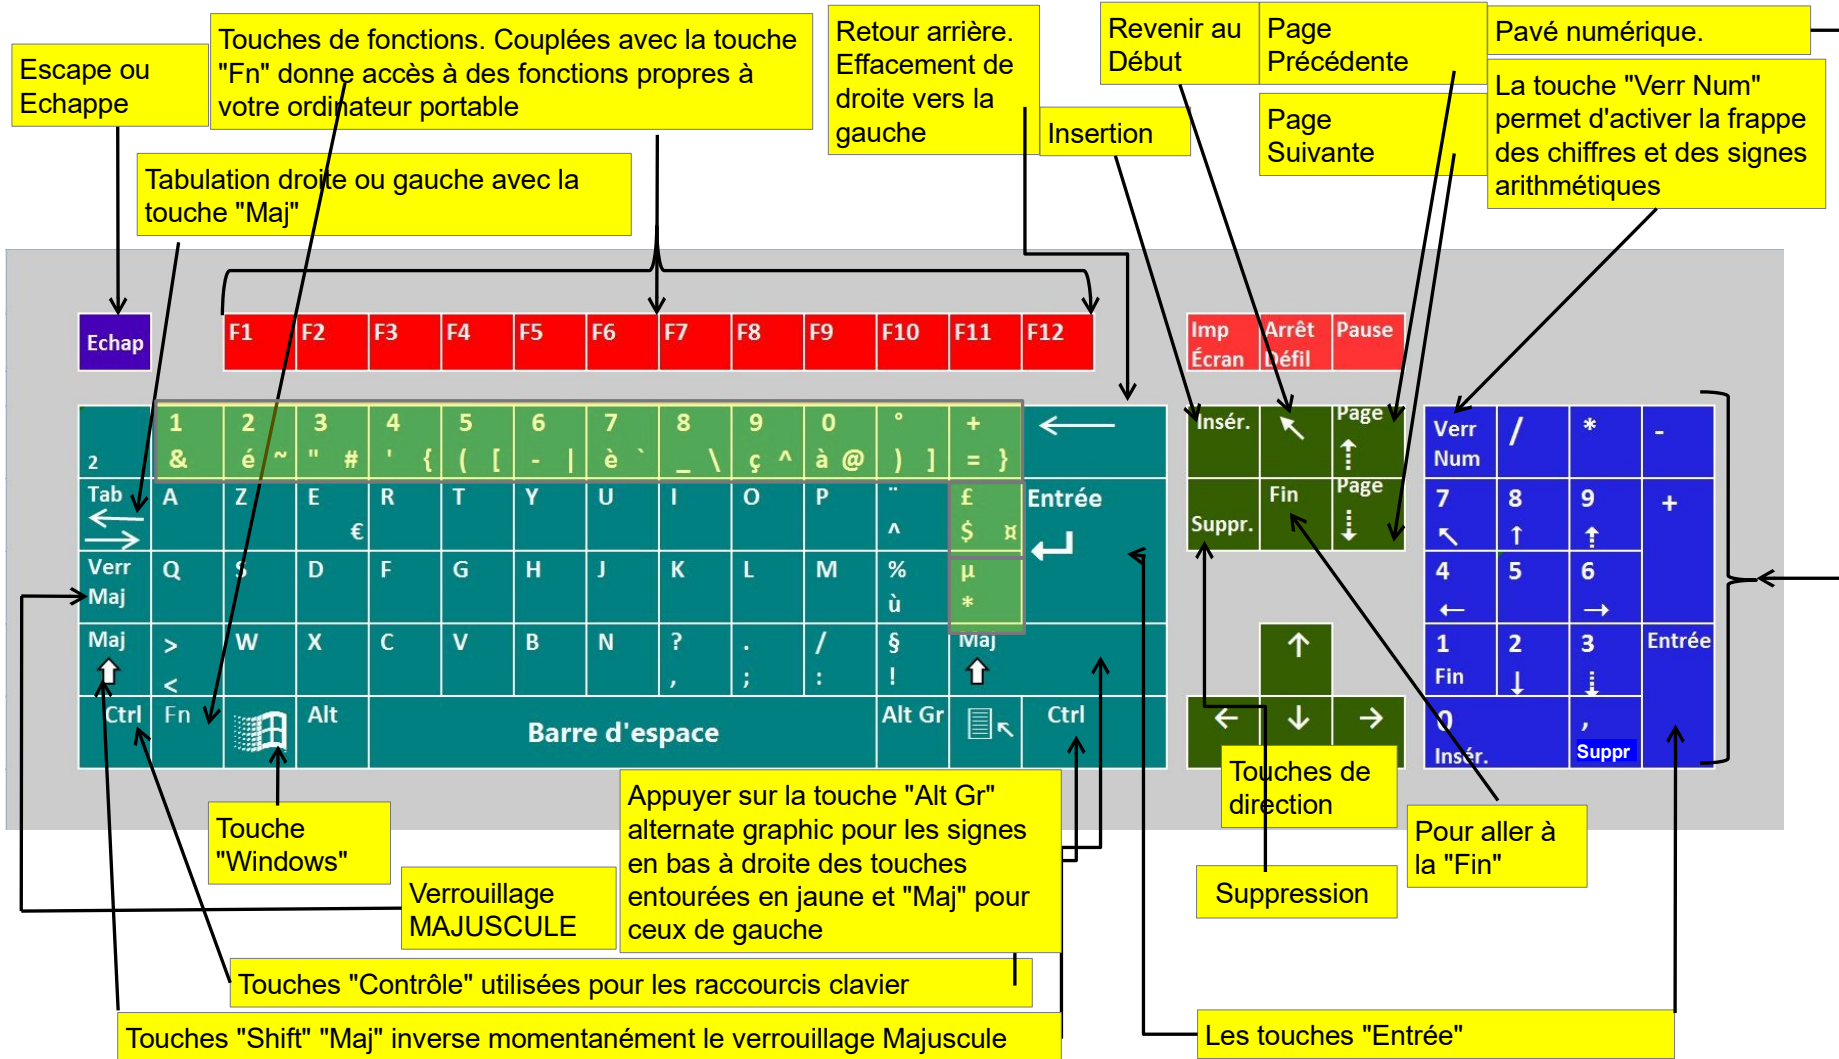 Escape ou
Echappe
Touches de fonctions. Couplées avec la touche
"Fn" donne accès à des fonctions propres à
votre ordinateur portable
Tabulation droite ou gauche avec la
touche "Maj"
Retour arrière.
Effacement de
droite vers la
gauche
Insertion
Revenir au
Début
Page
Précédente
Page
Suivante
Pavé numérique.
La touche "Verr Num"
permet d'activer la frappe
des chiffres et des signes
arithmétiques
Echap
F1 F2 F3 F4 F5 F6 F7 F8 F9 F10 F11 F12
Imp Arrêt Pause
Écran Défil
1 2 3 4 5 6 7 8 9 0 ° +
2 & é ~ " # ' { ( [ - | è ` _ \ ç ^ à @ ) ] = }
Insér. Page
Verr / * -
Num
Tab A Z E R T Y U I O P ¨ £ Entrée
€ ^ $ ¤
Suppr. Fin Page
7 8 9 +
Verr Q S D F G H J K L M % µ
Maj ù *
4 5 6
Maj > W X C V B N ? . / § Maj
< , ; : !
1 2 3 Entrée
Fin
Ctrl Fn Alt Barre d'espace Alt Gr Ctrl
0 ,
Insér. Suppr
Touche
"Windows"
Verrouillage
MAJUSCULE
Appuyer sur la touche "Alt Gr"
alternate graphic pour les signes
en bas à droite des touches
entourées en jaune et "Maj" pour
ceux de gauche
Touches de
direction
Suppression
Pour aller à
la "Fin"
Touches "Contrôle" utilisées pour les raccourcis clavier
Touches "Shift" "Maj" inverse momentanément le verrouillage Majuscule
Les touches "Entrée"